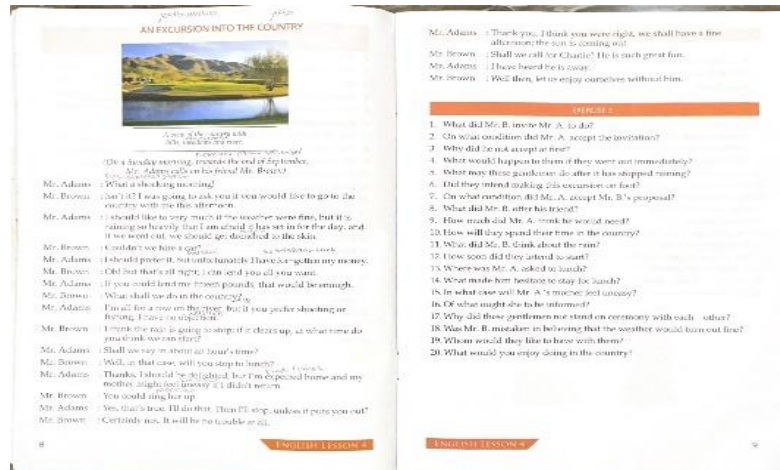 AN EXCURSION INTO THE COUNTRY
A view of the country with
hills, woodlands and river.
(On a Sunday morning, towards the end of September,
Mr. Adams calls on his friend Mr. Brown)
Mr. Adams : What a shocking morning!
Mr. Brown : Isn't it? I was going to ask you if you would like to go to the
country with me this afternoon.
Mr. Adams : I should like to very much if the weather were fine, but it is
raining so heavily that I am afraid it has set in for the day, and
if we went out, we should get drenched to the skin.
Mr. Brown : Couldn't we hire a car?
Mr. Adams : I should prefer it, but unfortunately I have for-gotten my money.
Mr. Brown : Oh! But that's all right; I can lend you all you want.
Mr. Adams : If you could lend me fifteen pounds, that would be enough.
Mr. Brown : What shall we do in the country?
Mr. Adams : I'm all for a row on the river, but if you prefer shooting or
fishing, I have no objection.
Mr. Brown : I think the rain is going to stop; if it clears up, at what time do
you think we can start?
Mr. Adams : Shall we say in about an hour's time?
Mr. Brown : Well, in that case, will you stop to lunch?
Mr. Adams : Thanks, I should be delighted, but I'm expected home and my
mother might feel uneasy if I didn't return.
Mr. Brown : You could ring her up.
Mr. Adams : Yes, that's true. I'll do that. Then I'll stop, unless it puts you out?
Mr. Brown : Certainly not. It will be no trouble at all.
8
ENGLISH LESSON 4
Mr. Adams : Thank you, I think you were right, we shall have a fine
afternoon; the sun is coming out
Mr. Brown : Shall we call for Charlie? He is such great fun.
Mr. Adams : I have heard he is away.
Mr. Brown : Well then, let us enjoy ourselves without him.
EXERCISE 1
1. What did Mr. B. invite Mr. A. to do?
2. On what condition did Mr. A. accept the invitation?
3. Why did he not accept at first?
4. What would happen to them if they went out immediately?
5. What may these gentlemen do after it has stopped raining?
6. Did they intend making this excursion on foot?
7. On what condition did Mr. A. accept Mr. B.'s proposal?
8. What did Mr. B. offer his friend?
9. How much did Mr. A. think he would need?
10. How will they spend their time in the country?
11. What did Mr. B. think about the rain?
12. How soon did they intend to start?
13. Where was Mr. A. asked to lunch?
14. What made him hesitate to stay for lunch?
15. In what case will Mr. A.'s mother feel uneasy?
16. Of what ought she to be informed?
17. Why did these gentlemen not stand on ceremony with each other?
18. Was Mr. B. mistaken in believing that the weather would turn out fine?
19. Whom would they like to have with them?
20. What would you enjoy doing in the country?
ENGLISH LESSON 4
9